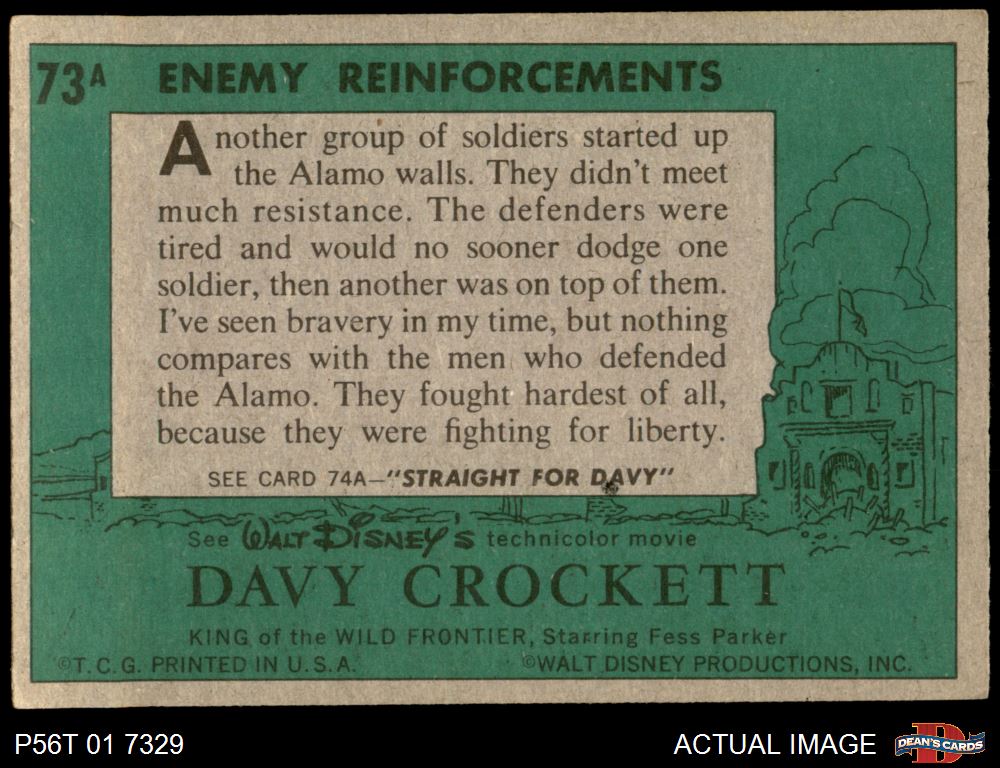 73A ENEMY REINFORCEMENTS
Another group of soldiers started up
the Alamo walls. They didn't meet
much resistance. The defenders were
tired and would no sooner dodge one
soldier, then another was on top of them.
I've seen bravery in my time, but nothing
compares with the men who defended
the Alamo. They fought hardest of all,
because they were fighting for liberty.
SEE CARD 74A—"STRAIGHT FOR DAVY"
See WALT DISNEY'S technicolor movie
DAVY CROCKETT
KING of the WILD FRONTIER, Starring Fess Parker
©T.C.G. PRINTED IN U.S.A. ©WALT DISNEY PRODUCTIONS, INC.
P56T 01 7329 ACTUAL IMAGE DEAN'S CARDS